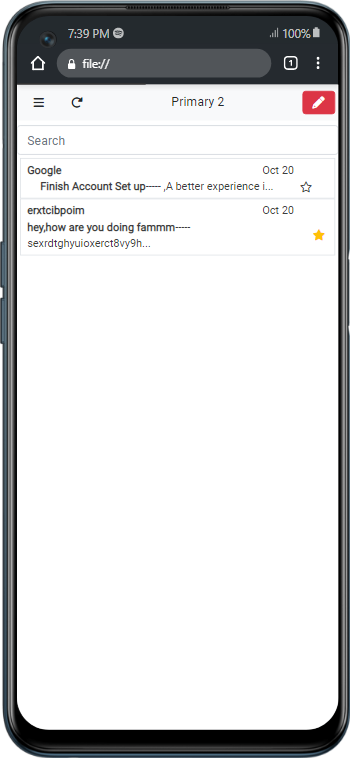 7:39 PM 100%
file:// 1
Primary 2
Search
Google Oct 20
Finish Account Set up----- ,A better experience i...
erxtcibpoim Oct 20
hey,how are you doing fammm-----
sexrdtghyuioxerct8vy9h...